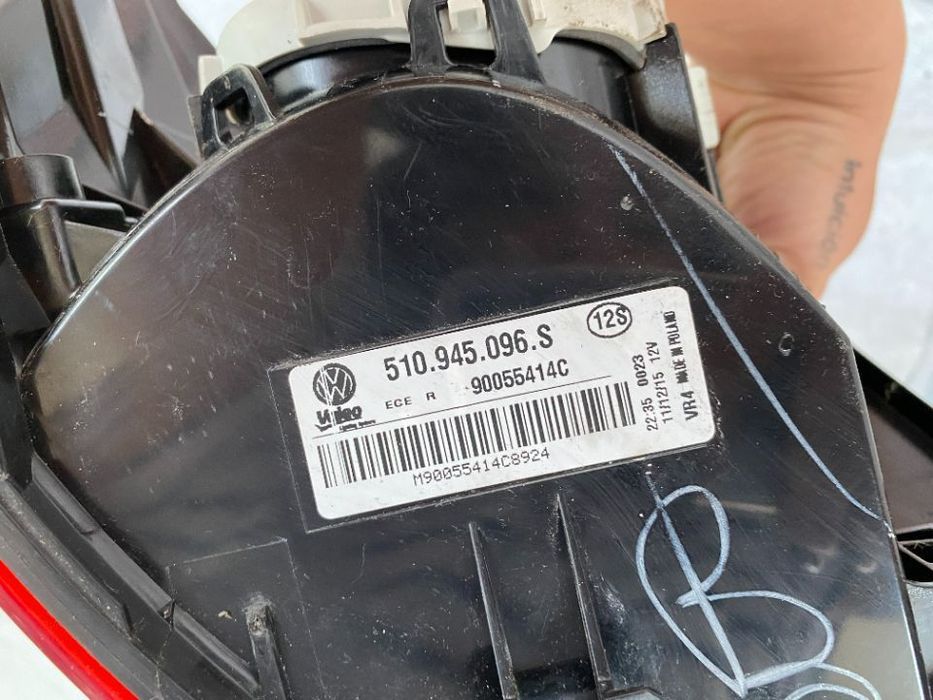 510.945.096.S
12S
Valeo
ECE R 90055414C
M90055414C8924
22:35 0023
11/12/15 12V
VR4 MADE IN POLAND
B